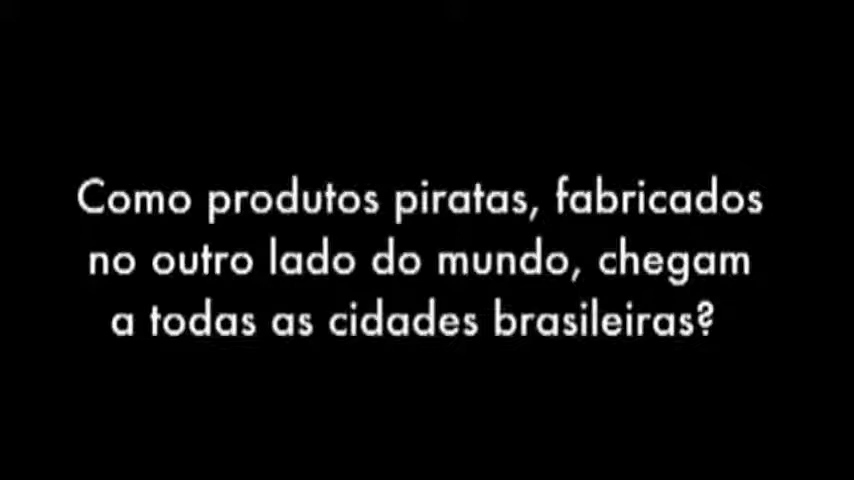 Como produtos piratas, fabricados
no outro lado do mundo, chegam
a todas as cidades brasileiras?